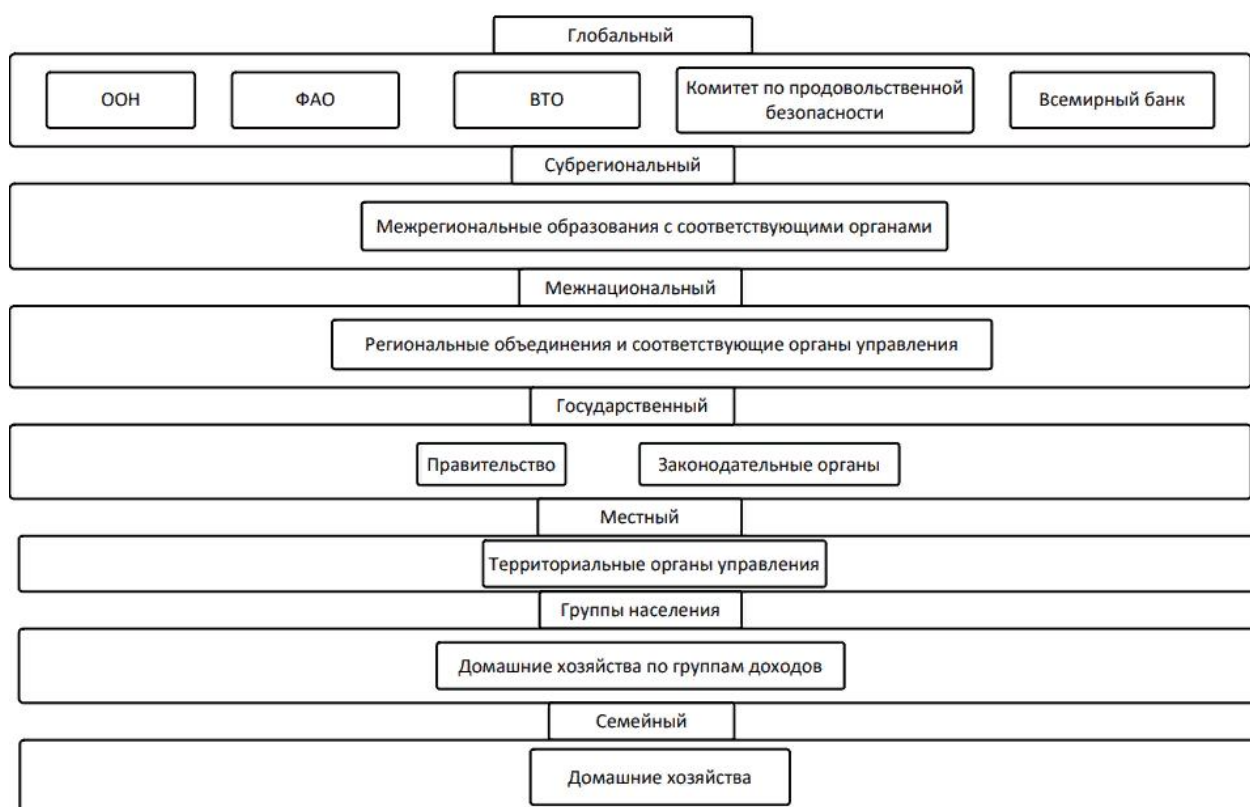 Глобальный
ООН
ФАО
ВТО
Комитет по продовольственной
безопасности
Всемирный банк
Субрегиональный
Межрегиональные образования с соответствующими органами
Межнациональный
Региональные объединения и соответствующие органы управления
Государственный
Правительство
Законодательные органы
Местный
Территориальные органы управления
Группы населения
Домашние хозяйства по группам доходов
Семейный
Домашние хозяйства